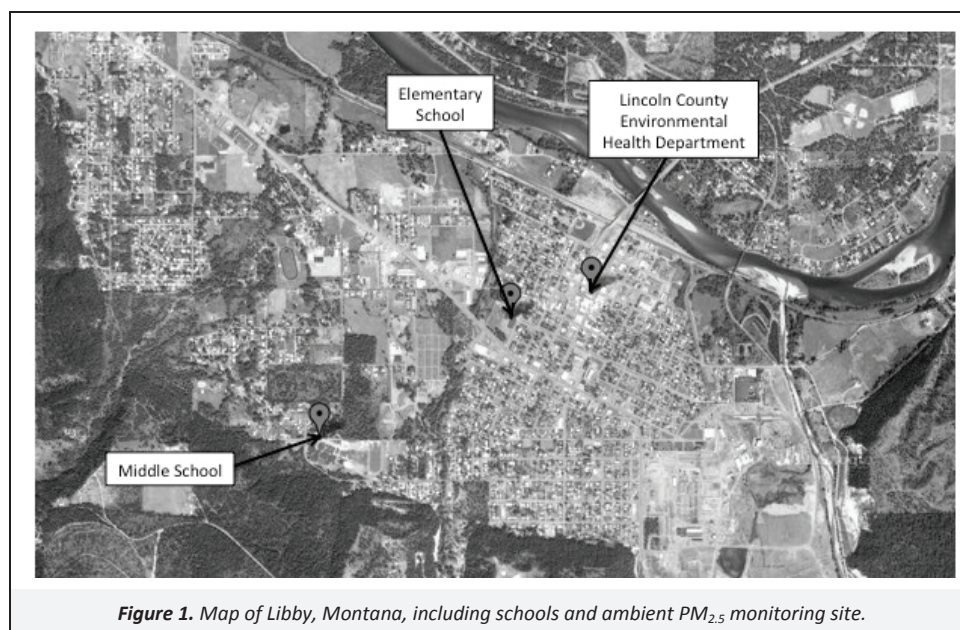 Elementary
School
Lincoln County
Environmental
Health Department
Middle School
Figure 1. Map of Libby, Montana, including schools and ambient PM2.5 monitoring site.